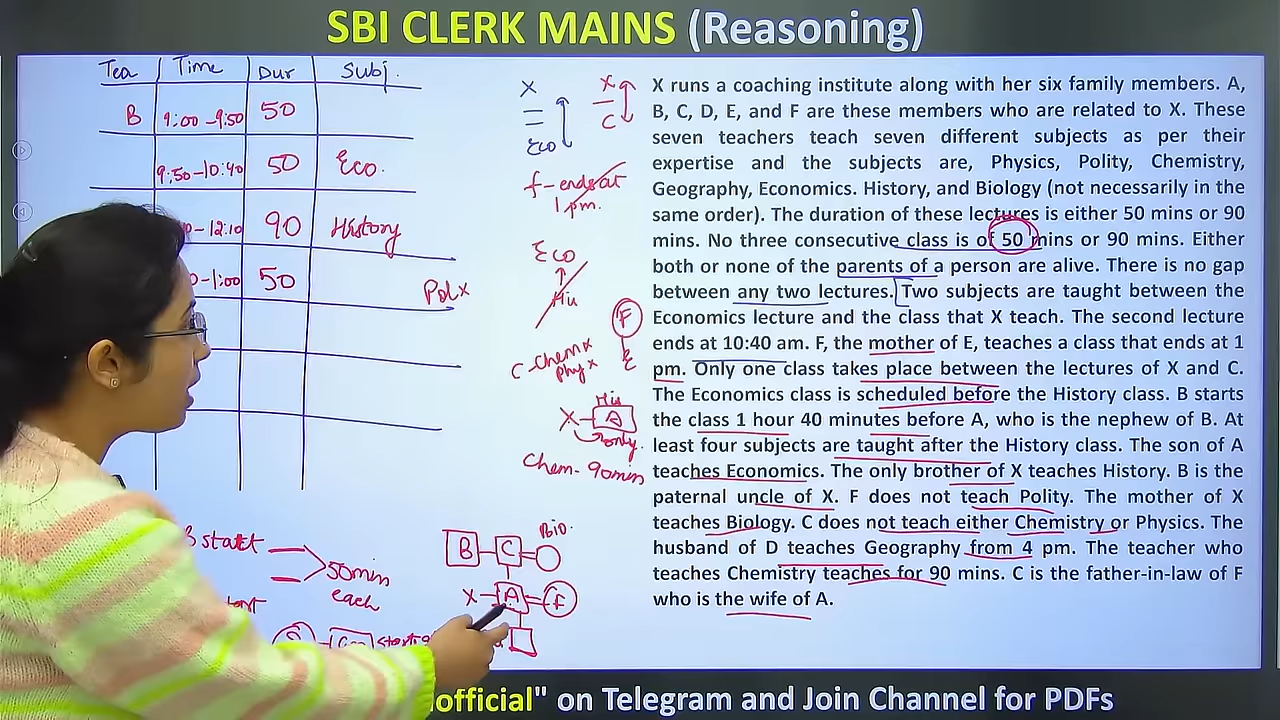 SBI CLERK MAINS (Reasoning)
Tea Time Dur Subj.
B 9:00-9:50 50
9:50-10:40 50 Eco.
-12:10 90 History
-1:00 50
Pol x
X
Eco
X
C
f-ends at
1 pm.
Eco
His
F
E
C-chem x
phy x
His
X-A
only.
Chem-90min
B start
50min
each
B-C
Bio.
X-A=F
X runs a coaching institute along with her six family members. A,
B, C, D, E, and F are these members who are related to X. These
seven teachers teach seven different subjects as per their
expertise and the subjects are, Physics, Polity, Chemistry,
Geography, Economics. History, and Biology (not necessarily in the
same order). The duration of these lectures is either 50 mins or 90
mins. No three consecutive class is of 50 mins or 90 mins. Either
both or none of the parents of a person are alive. There is no gap
between any two lectures. Two subjects are taught between the
Economics lecture and the class that X teach. The second lecture
ends at 10:40 am. F, the mother of E, teaches a class that ends at 1
pm. Only one class takes place between the lectures of X and C.
The Economics class is scheduled before the History class. B starts
the class 1 hour 40 minutes before A, who is the nephew of B. At
least four subjects are taught after the History class. The son of A
teaches Economics. The only brother of X teaches History. B is the
paternal uncle of X. F does not teach Polity. The mother of X
teaches Biology. C does not teach either Chemistry or Physics. The
husband of D teaches Geography from 4 pm. The teacher who
teaches Chemistry teaches for 90 mins. C is the father-in-law of F
who is the wife of A.
official" on Telegram and Join Channel for PDFs